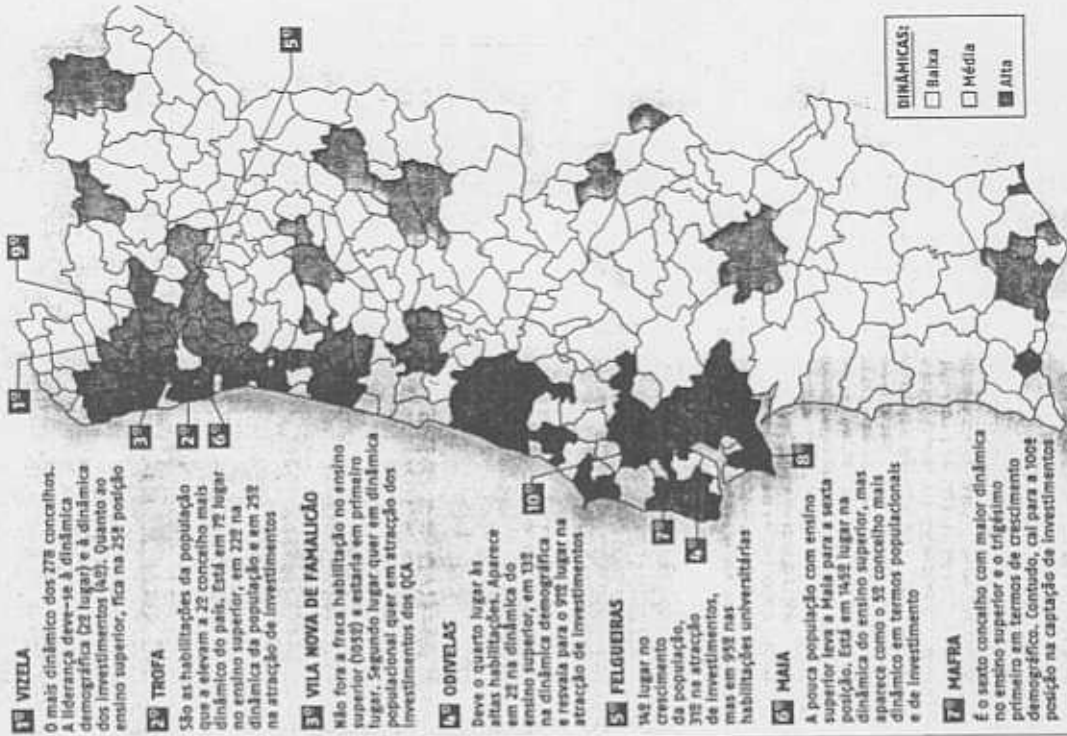 1º VIZELA
O mais dinâmico dos 278 concelhos.
A liderança deve-se à dinâmica
demográfica (2º lugar) e à dinâmica
dos investimentos (4º). Quanto ao
ensino superior, fica na 25ª posição
2º TROFA
São as habilitações da população
que a elevam a 2º concelho mais
dinâmico do país. Está em 7º lugar
no ensino superior, em 22º na
dinâmica da população e em 25º
na atracção de investimentos
3º VILA NOVA DE FAMALICÃO
Não fora a fraca habilitação no ensino
superior (105º) e estaria em primeiro
lugar. Segundo lugar quer em dinâmica
populacional quer em atracção dos
investimentos dos QCA
4º ODIVELAS
Deve o quarto lugar às
altas habilitações. Aparece
em 2º na dinâmica do
ensino superior, em 13º
na dinâmica demográfica
e resvala para o 97º lugar na
atracção de investimentos
5º FELGUEIRAS
14º lugar no
crescimento
da população,
31º na atracção
de investimentos,
mas em 95º nas
habilitações universitárias
6º MAIA
A pouca população com ensino
superior leva a Maia para a sexta
posição. Está em 145º lugar na
dinâmica do ensino superior, mas
aparece como o 5º concelho mais
dinâmico em termos populacionais
e de investimento
7º MAFRA
É o sexto concelho com maior dinâmica
no ensino superior e o trigésimo
primeiro em termos de crescimento
demográfico. Contudo, cai para a 100ª
posição na captação de investimentos
1º
9º
3º
2º
6º
5º
10º
7º
4º
8º
DINÂMICAS:
Baixa
Média
Alta